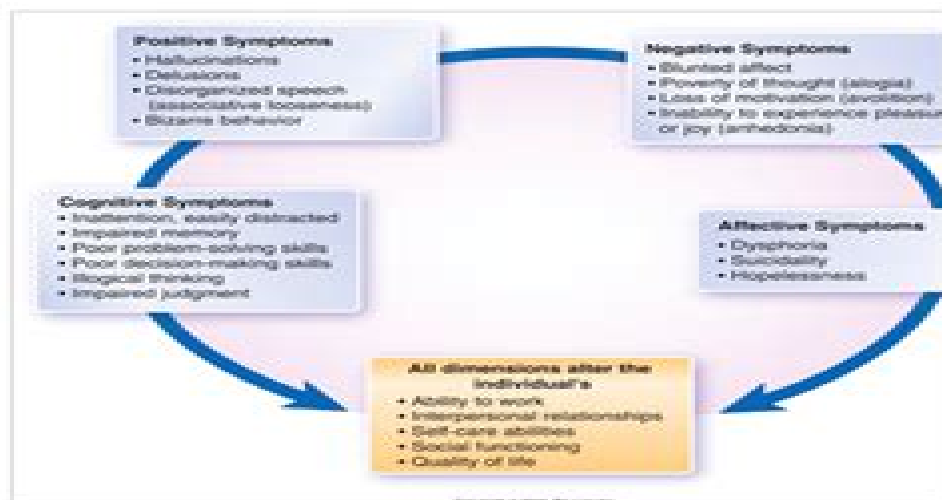 Positive Symptoms
• Hallucinations
• Delusions
• Disorganized speech
(associative looseness)
• Bizarre behavior
Negative Symptoms
• Blunted affect
• Poverty of thought (alogia)
• Loss of motivation (avolition)
• Inability to experience pleasur
or joy (anhedonia)
Cognitive Symptoms
• Inattention, easily distracted
• Impaired memory
• Poor problem-solving skills
• Poor decision-making skills
• Illogical thinking
• Impaired judgment
Affective Symptoms
• Dysphoria
• Suicidality
• Hopelessness
All dimensions alter the
individual's
• Ability to work
• Interpersonal relationships
• Self-care abilities
• Social functioning
• Quality of life